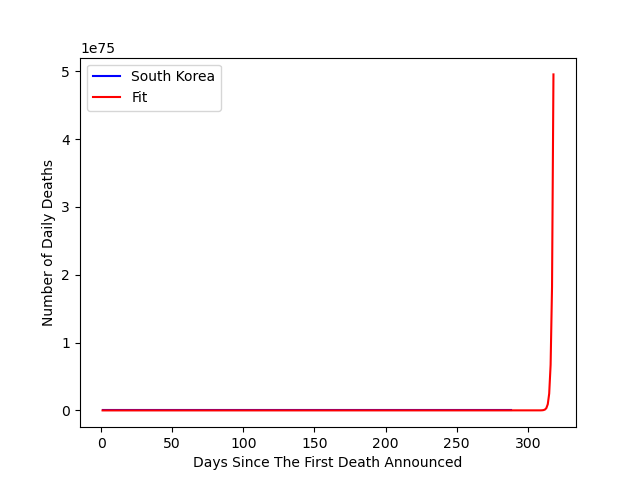 1e75
5
4
3
2
1
0
Number of Daily Deaths
South Korea
Fit
0 50 100 150 200 250 300
Days Since The First Death Announced